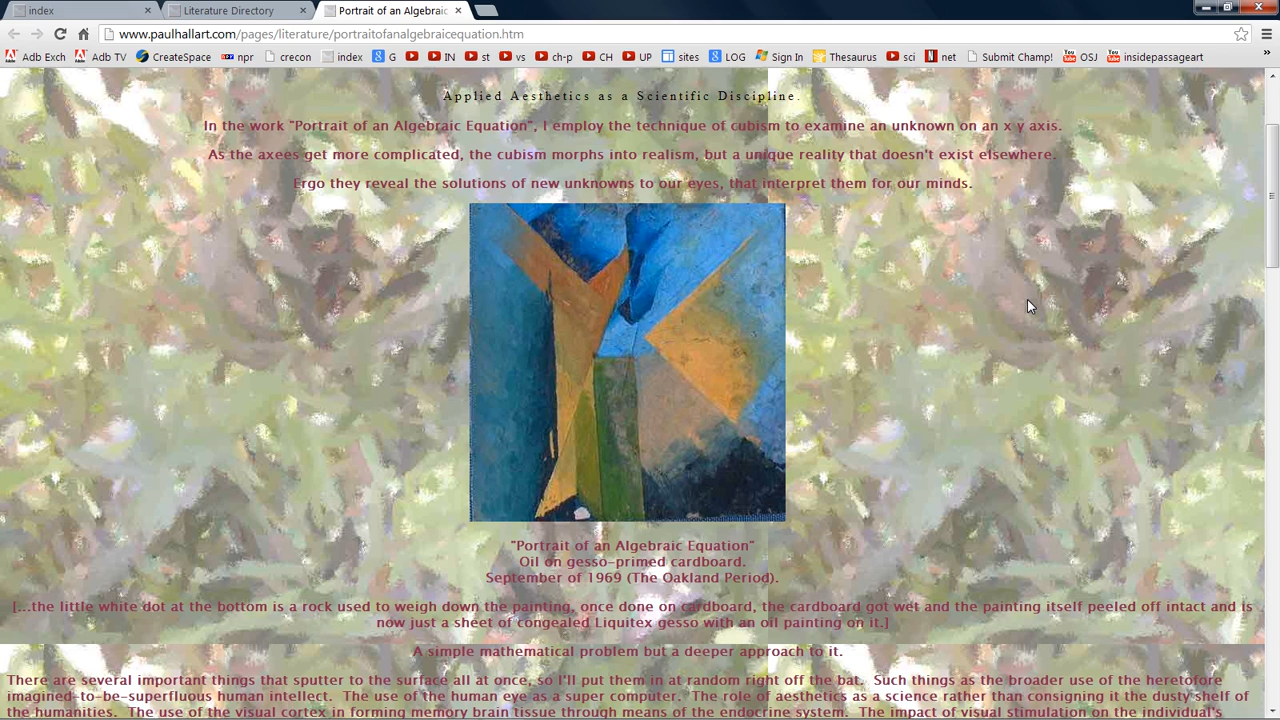 index
Literature Directory
Portrait of an Algebraic
www.paulhallart.com/pages/literature/portraitofanalgebraicequation.htm
Adb Exch Adb TV CreateSpace npr crecon index G IN st vs ch-p CH UP sites LOG Sign In Thesaurus sci net Submit Champ! OSJ insidepassageart »
Applied Aesthetics as a Scientific Discipline.
In the work "Portrait of an Algebraic Equation", I employ the technique of cubism to examine an unknown on an x y axis.
As the axees get more complicated, the cubism morphs into realism, but a unique reality that doesn't exist elsewhere.
Ergo they reveal the solutions of new unknowns to our eyes, that interpret them for our minds.
"Portrait of an Algebraic Equation"
Oil on gesso-primed cardboard.
September of 1969 (The Oakland Period).
[...the little white dot at the bottom is a rock used to weigh down the painting, once done on cardboard, the cardboard got wet and the painting itself peeled off intact and is
now just a sheet of congealed Liquitex gesso with an oil painting on it.]
A simple mathematical problem but a deeper approach to it.
There are several important things that sputter to the surface all at once, so I'll put them in at random right off the bat.  Such things as the broader use of the heretofore
imagined-to-be-superfluous human intellect.  The use of the human eye as a super computer.  The role of aesthetics as a science rather than consigning it the dusty shelf of
the humanities.  The use of the visual cortex in forming memory brain tissue through means of the endocrine system.  The impact of visual stimulation on the individual's